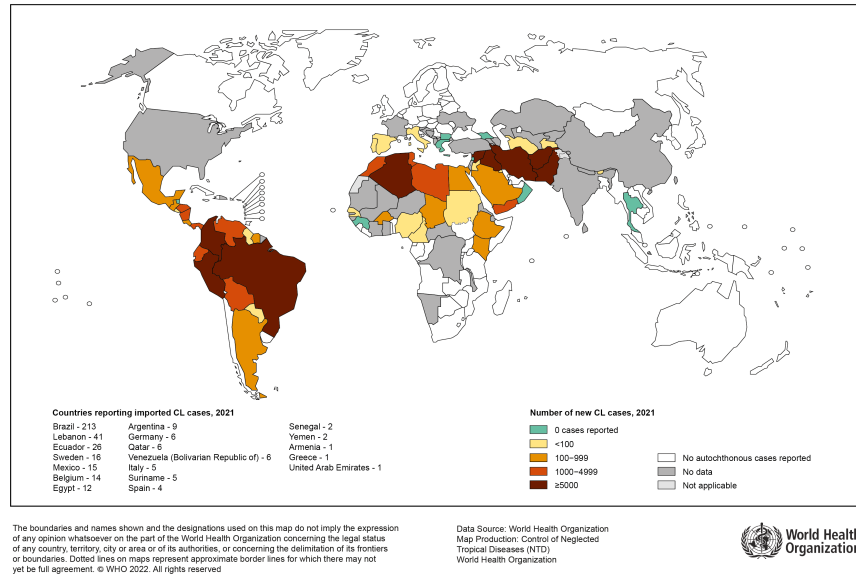 Countries reporting imported CL cases, 2021
Brazil - 213
Lebanon - 41
Ecuador - 26
Sweden - 16
Mexico - 15
Belgium - 14
Egypt - 12
Argentina - 9
Germany - 6
Qatar - 6
Venezuela (Bolivarian Republic of) - 6
Italy - 5
Suriname - 5
Spain - 4
Senegal - 2
Yemen - 2
Armenia - 1
Greece - 1
United Arab Emirates - 1
Number of new CL cases, 2021
0 cases reported
<100
100–999
1000–4999
≥5000
No autochthonous cases reported
No data
Not applicable
The boundaries and names shown and the designations used on this map do not imply the expression
of any opinion whatsoever on the part of the World Health Organization concerning the legal status
of any country, territory, city or area or of its authorities, or concerning the delimitation of its frontiers
or boundaries. Dotted lines on maps represent approximate border lines for which there may not
yet be full agreement. © WHO 2022. All rights reserved
Data Source: World Health Organization
Map Production: Control of Neglected
Tropical Diseases (NTD)
World Health Organization
World Health
Organization